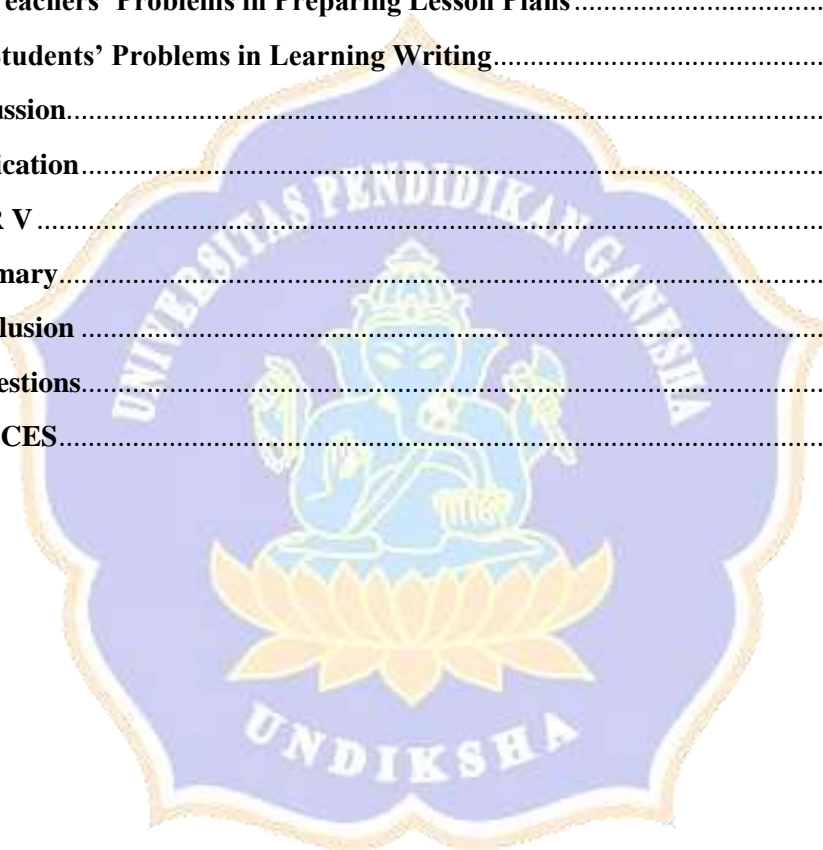 Teachers' Problems in Preparing Lesson Plans..............................
Students' Problems in Learning Writing........................................
ussion..........................................................................................................
ication........................................................................................................
R V...............................................................................................................
mary...........................................................................................................
lusion.........................................................................................................
estions........................................................................................................
CES.............................................................................................................
UNIVERSITAS PENDIDIKAN GANESHA
UNDIKSHA